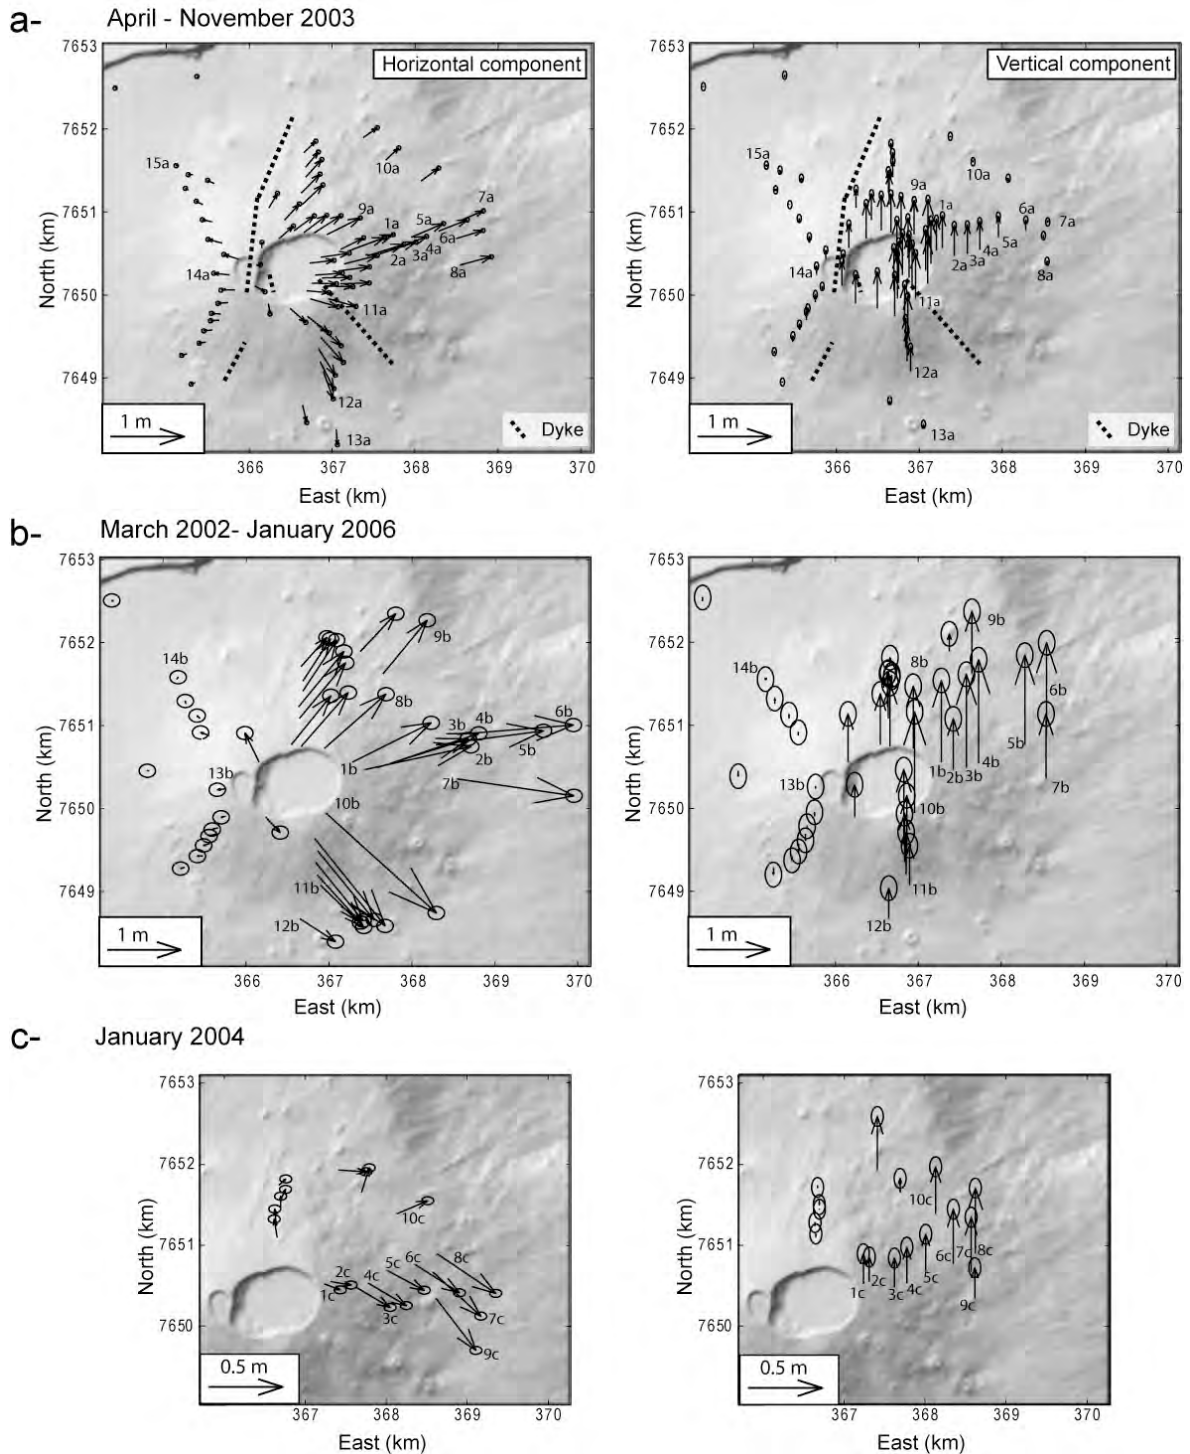 a- April - November 2003
Horizontal component
Vertical component
7653
7652
7651
7650
7649
North (km)
15a
14a
10a
9a
1a
5a
7a
2a
3a
4a
6a
8a
11a
12a
13a
1 m
Dyke
366 367 368 369 370
East (km)
7653
7652
7651
7650
7649
North (km)
15a
14a
10a
9a
1a
6a
7a
2a
3a
4a
5a
8a
11a
12a
13a
1 m
Dyke
366 367 368 369 370
East (km)
b- March 2002- January 2006
7653
7652
7651
7650
7649
North (km)
14b
13b
9b
8b
3b
4b
6b
1b
2b
5b
7b
10b
11b
12b
1 m
366 367 368 369 370
East (km)
7653
7652
7651
7650
7649
North (km)
14b
13b
9b
8b
6b
5b
1b
2b
3b
4b
7b
10b
11b
12b
1 m
366 367 368 369 370
East (km)
c- January 2004
7653
7652
7651
7650
North (km)
10c
2c
4c
5c
6c
8c
1c
3c
7c
9c
0.5 m
367 368 369 370
East (km)
7653
7652
7651
7650
North (km)
10c
6c
7c
8c
1c
2c
3c
4c
5c
9c
0.5 m
367 368 369 370
East (km)